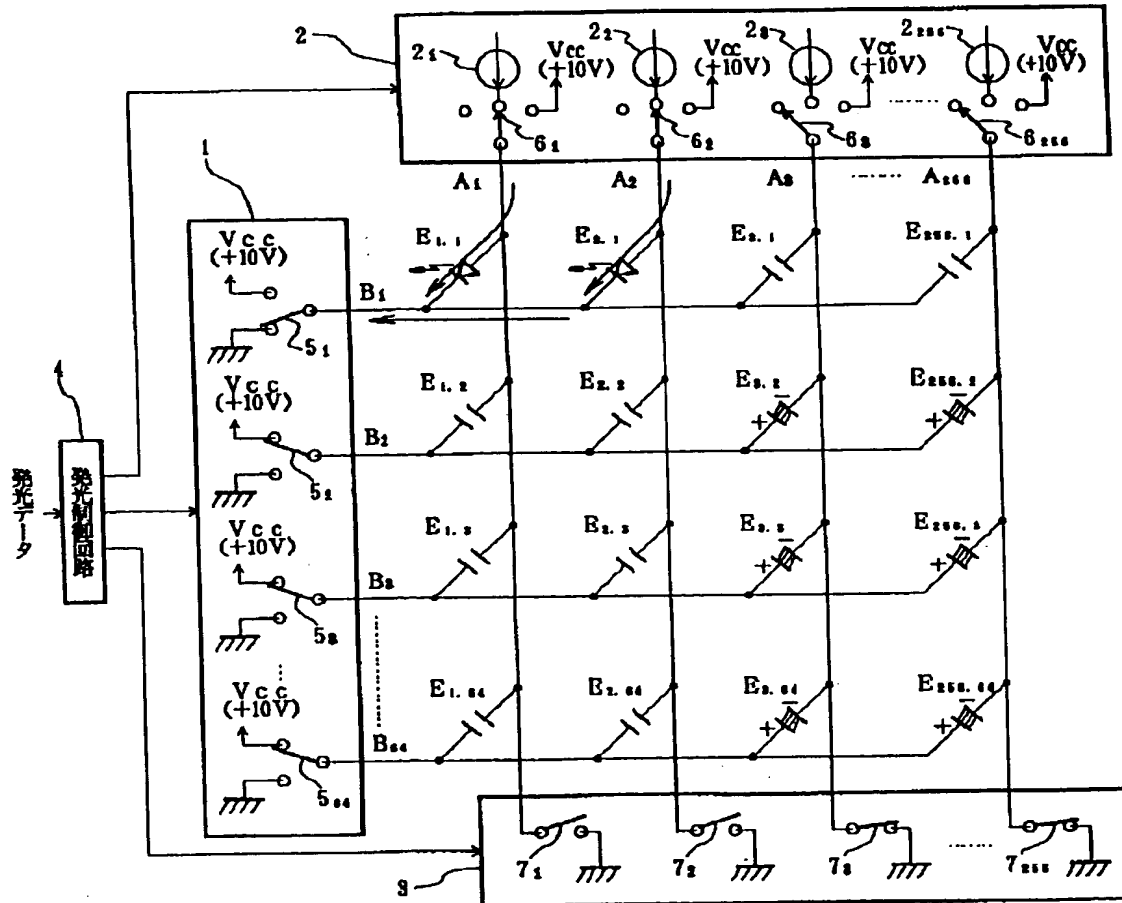 2
2₁
Vcc
(+10V)
2₂
Vcc
(+10V)
2₃
Vcc
(+10V)
2₂₅₆
Vcc
(+10V)
6₁
6₂
6₃
6₂₅₆
A₁
A₂
A₃
A₂₅₆
1
Vcc
(+10V)
5₁
B₁
E₁.₁
E₂.₁
E₃.₁
E₂₅₆.₁
Vcc
(+10V)
5₂
B₂
E₁.₂
E₂.₂
E₃.₂
E₂₅₆.₂
+ −
+ −
4
発光データ
発光制御回路
Vcc
(+10V)
5₃
B₃
E₁.₃
E₂.₃
E₃.₃
E₂₅₆.₃
+ −
+ −
Vcc
(+10V)
5₆₄
B₆₄
E₁.₆₄
E₂.₆₄
E₃.₆₄
E₂₅₆.₆₄
+ −
+ −
3
7₁
7₂
7₃
7₂₅₆